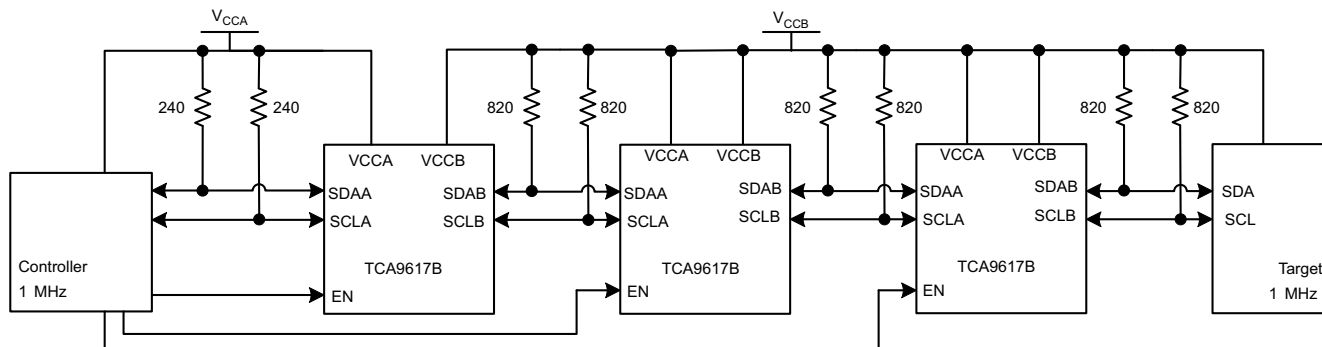 VCCA
VCCB
240
240
820
820
820
820
820
820
VCCA
VCCB
VCCA
VCCB
VCCA
VCCB
SDAA
SDAB
SDAA
SDAB
SDAA
SDAB
SDA
SCLA
SCLB
SCLA
SCLB
SCLA
SCLB
SCL
Controller
1 MHz
TCA9617B
TCA9617B
TCA9617B
Target
1 MHz
EN
EN
EN